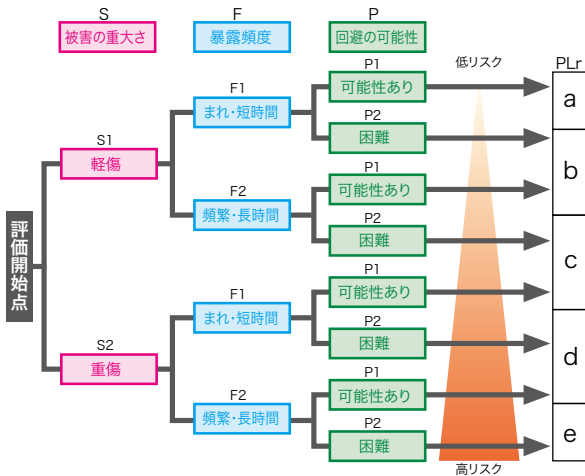 S
F
P
被害の重大さ
暴露頻度
回避の可能性
低リスク
PLr
P1
可能性あり
a
F1
まれ・短時間
P2
困難
S1
軽傷
P1
可能性あり
b
F2
頻繁・長時間
P2
困難
評価開始点
P1
可能性あり
c
F1
まれ・短時間
P2
困難
S2
重傷
d
P1
可能性あり
F2
頻繁・長時間
P2
困難
e
高リスク